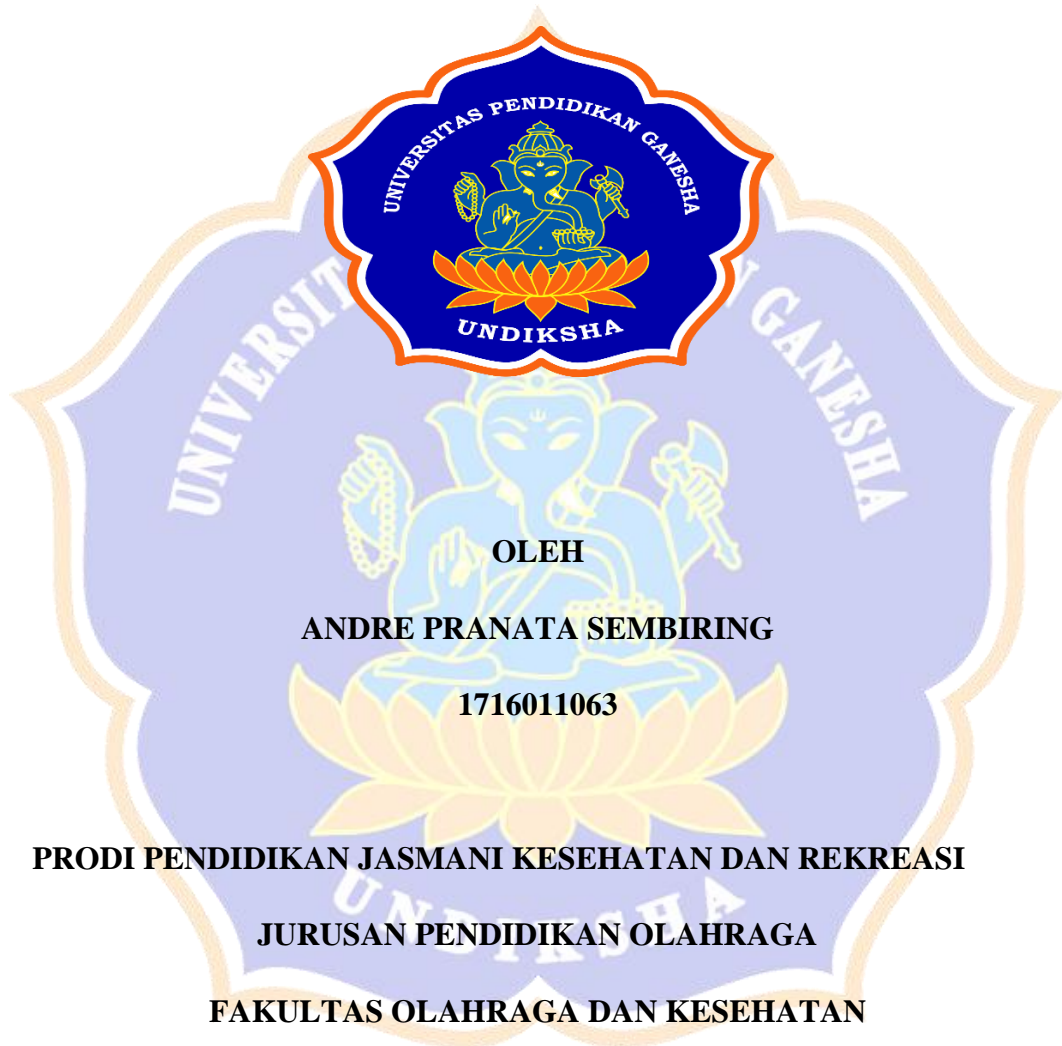 UNIVERSITAS PENDIDIKAN GANESHA
UNDIKSHA
OLEH
ANDRE PRANATA SEMBIRING
1716011063
PRODI PENDIDIKAN JASMANI KESEHATAN DAN REKREASI
JURUSAN PENDIDIKAN OLAHRAGA
FAKULTAS OLAHRAGA DAN KESEHATAN
UNDIKSHA